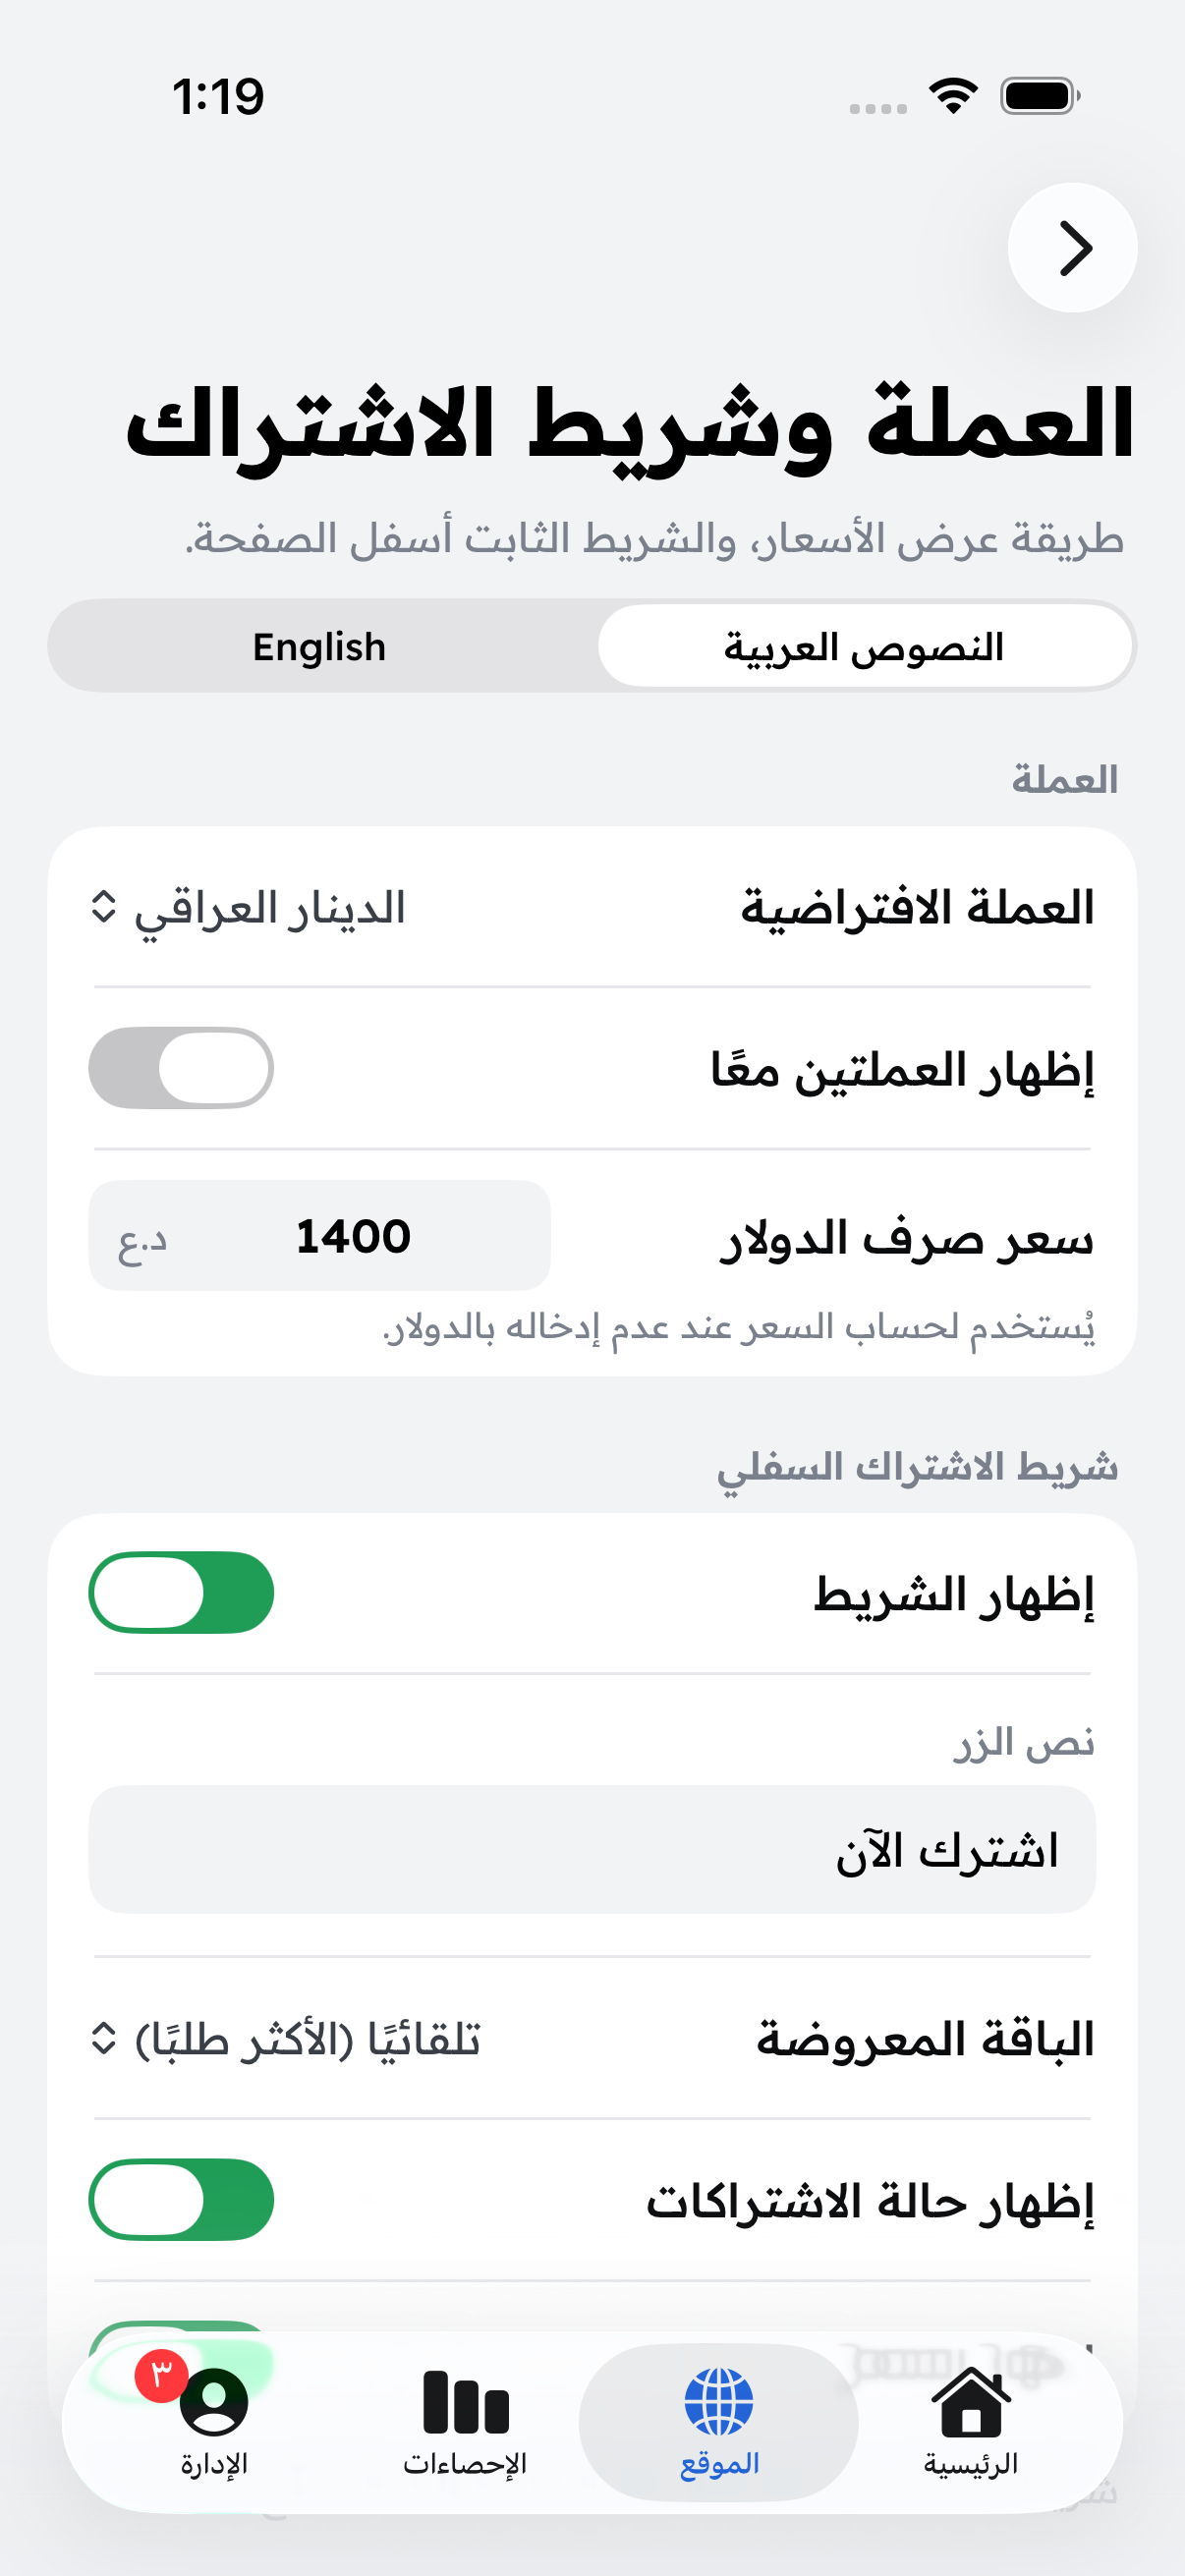 1:19
العملة وشريط الاشتراك
طريقة عرض الأسعار، والشريط الثابت أسفل الصفحة.
النصوص العربية
English
العملة
العملة الافتراضية
الدينار العراقي
إظهار العملتين معًا
سعر صرف الدولار
1400
د.ع
يُستخدم لحساب السعر عند عدم إدخاله بالدولار.
شريط الاشتراك السفلي
إظهار الشريط
نص الزر
اشترك الآن
الباقة المعروضة
تلقائيًا (الأكثر طلبًا)
إظهار حالة الاشتراكات
الرئيسية
الموقع
الإحصاءات
الإدارة
٣